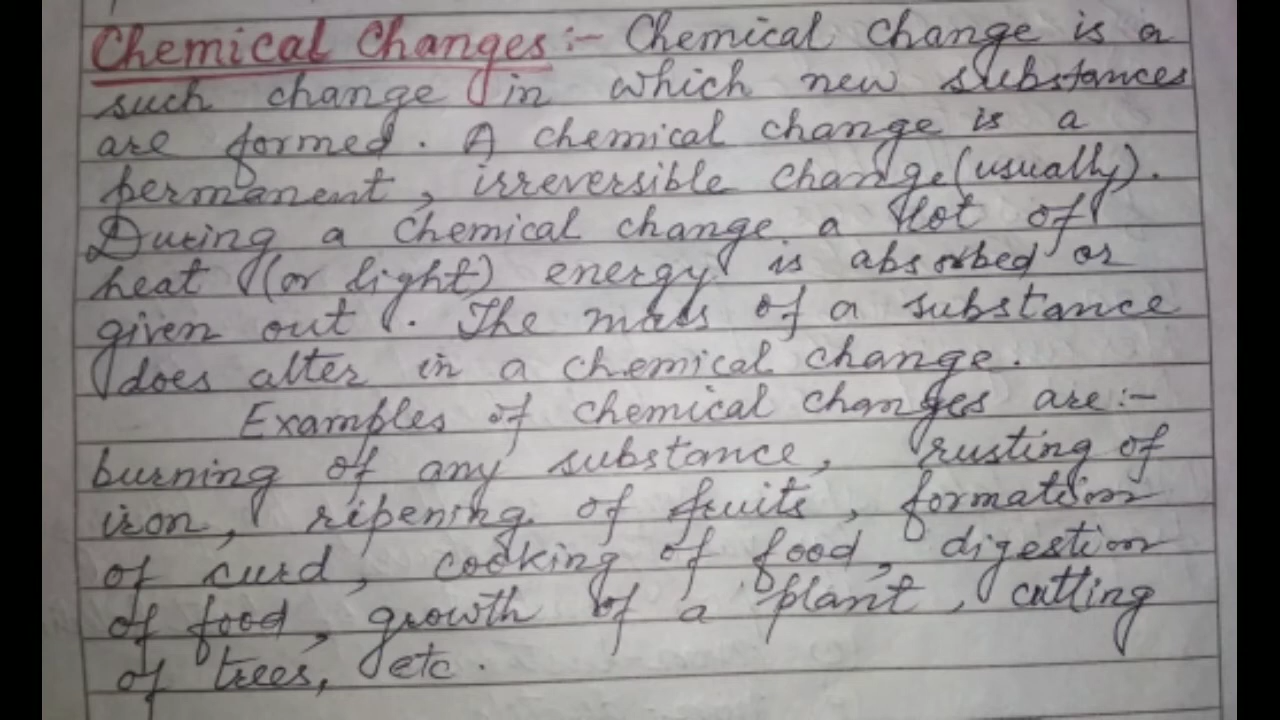 Chemical Changes :- Chemical change is a
such change in which new substances
are formed. A chemical change is a
permanent, irreversible change (usually).
During a chemical change a lot of
heat (or light) energy is absorbed or
given out. The mass of a substance
does alter in a chemical change.
Examples of chemical changes are:-
burning of any substance, rusting of
iron, ripening of fruits, formation
of curd, cooking of food, digestion
of food, growth of a plant, cutting
of trees, etc.